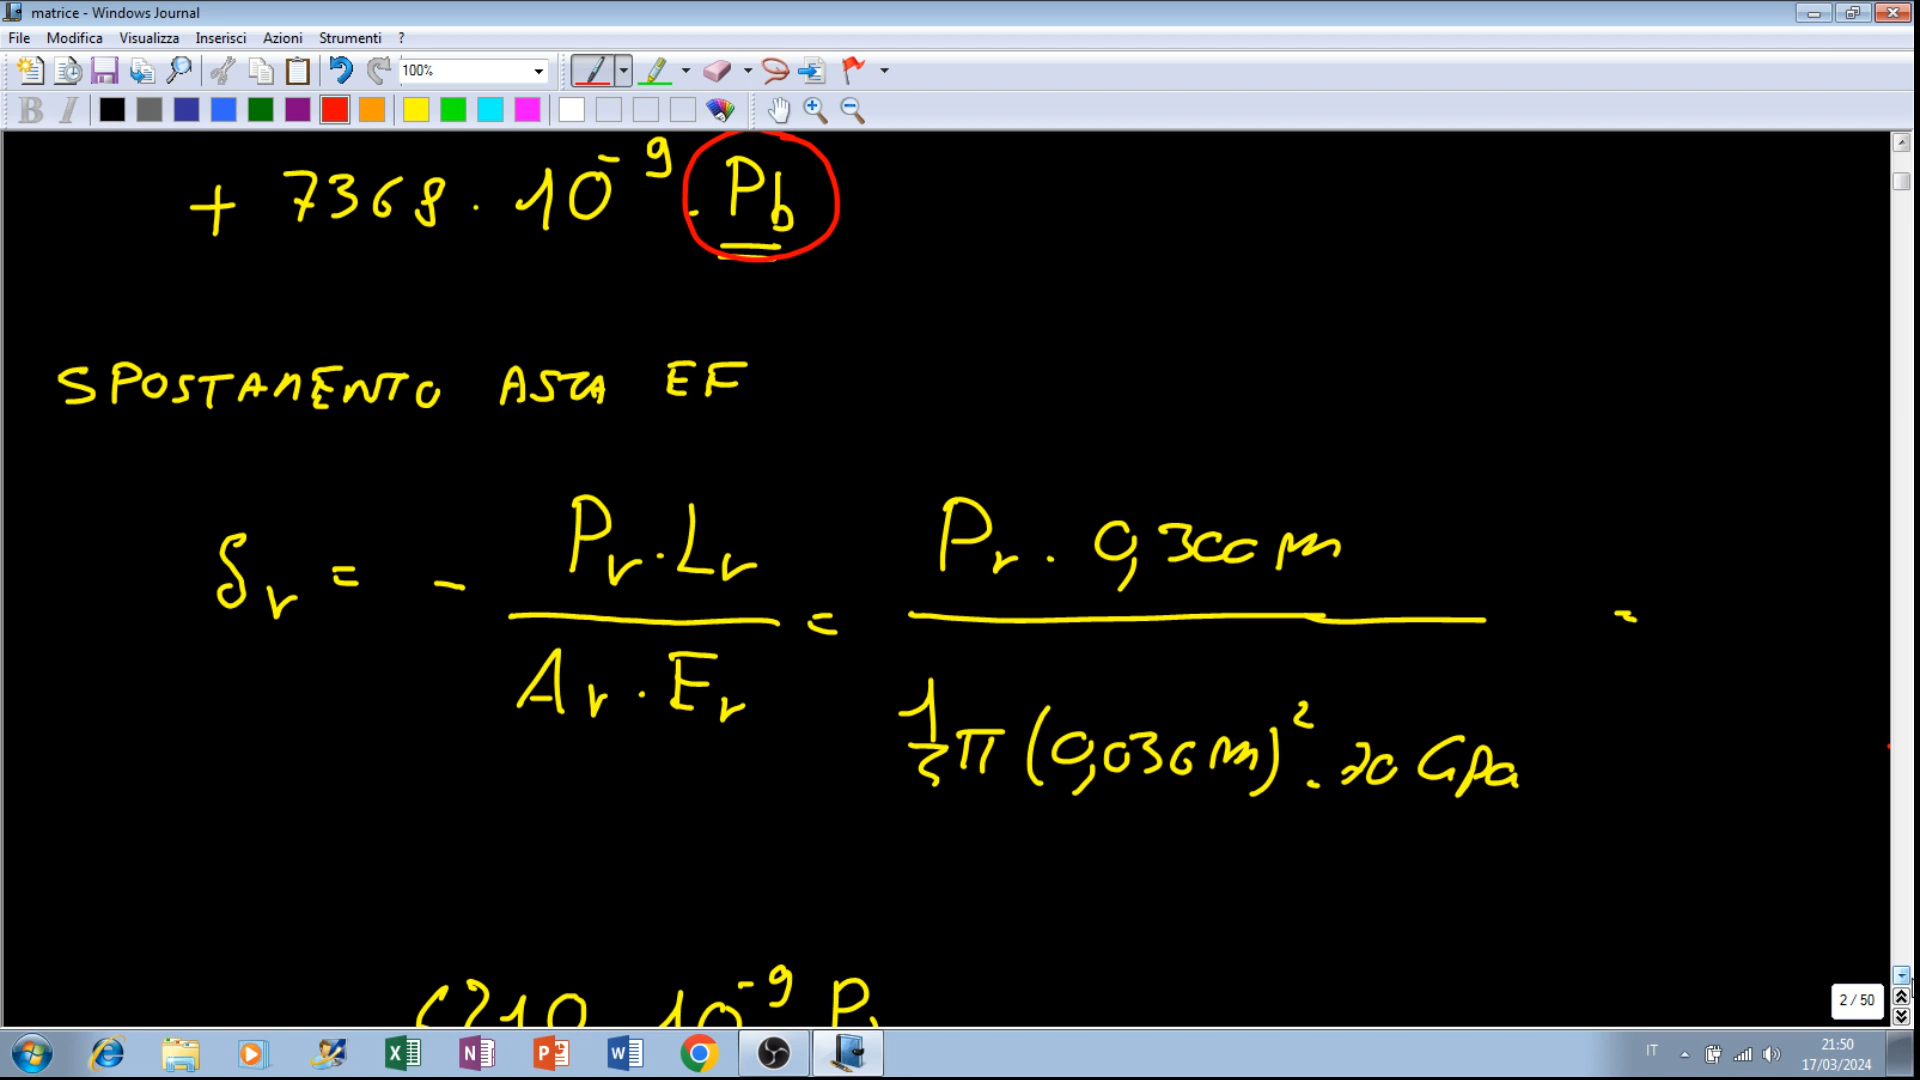 matrice - Windows Journal
File Modifica Visualizza Inserisci Azioni Strumenti ?
100%
B I
+ 7368 · 10⁻⁹ · Pb
SPOSTAMENTO ASTA EF
δr = - Pr · Lr / Ar · Er = Pr · 0,300 m / 1/4 π (0,036 m)² · 70 Gpa =
10⁻⁹ P
2 / 50
IT
21:50
17/03/2024